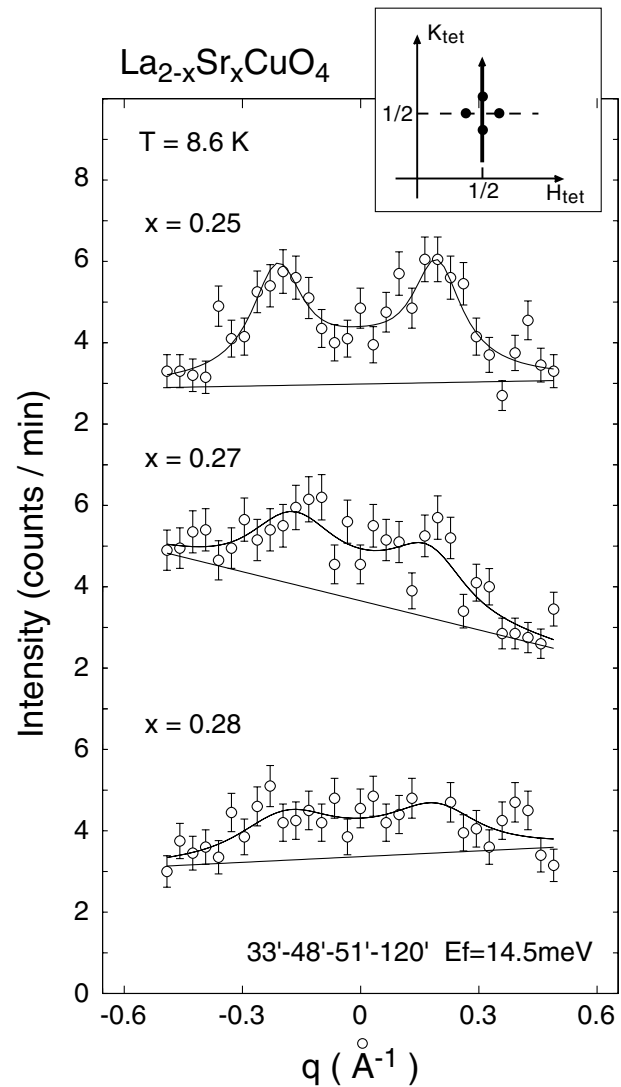 La2-xSrxCuO4
Ktet
1/2
1/2
Htet
T = 8.6 K
x = 0.25
x = 0.27
x = 0.28
8
6
4
2
6
4
2
6
4
2
0
Intensity (counts / min)
33'-48'-51'-120' Ef=14.5meV
-0.6 -0.3 0 0.3 0.6
q ( Å-1)